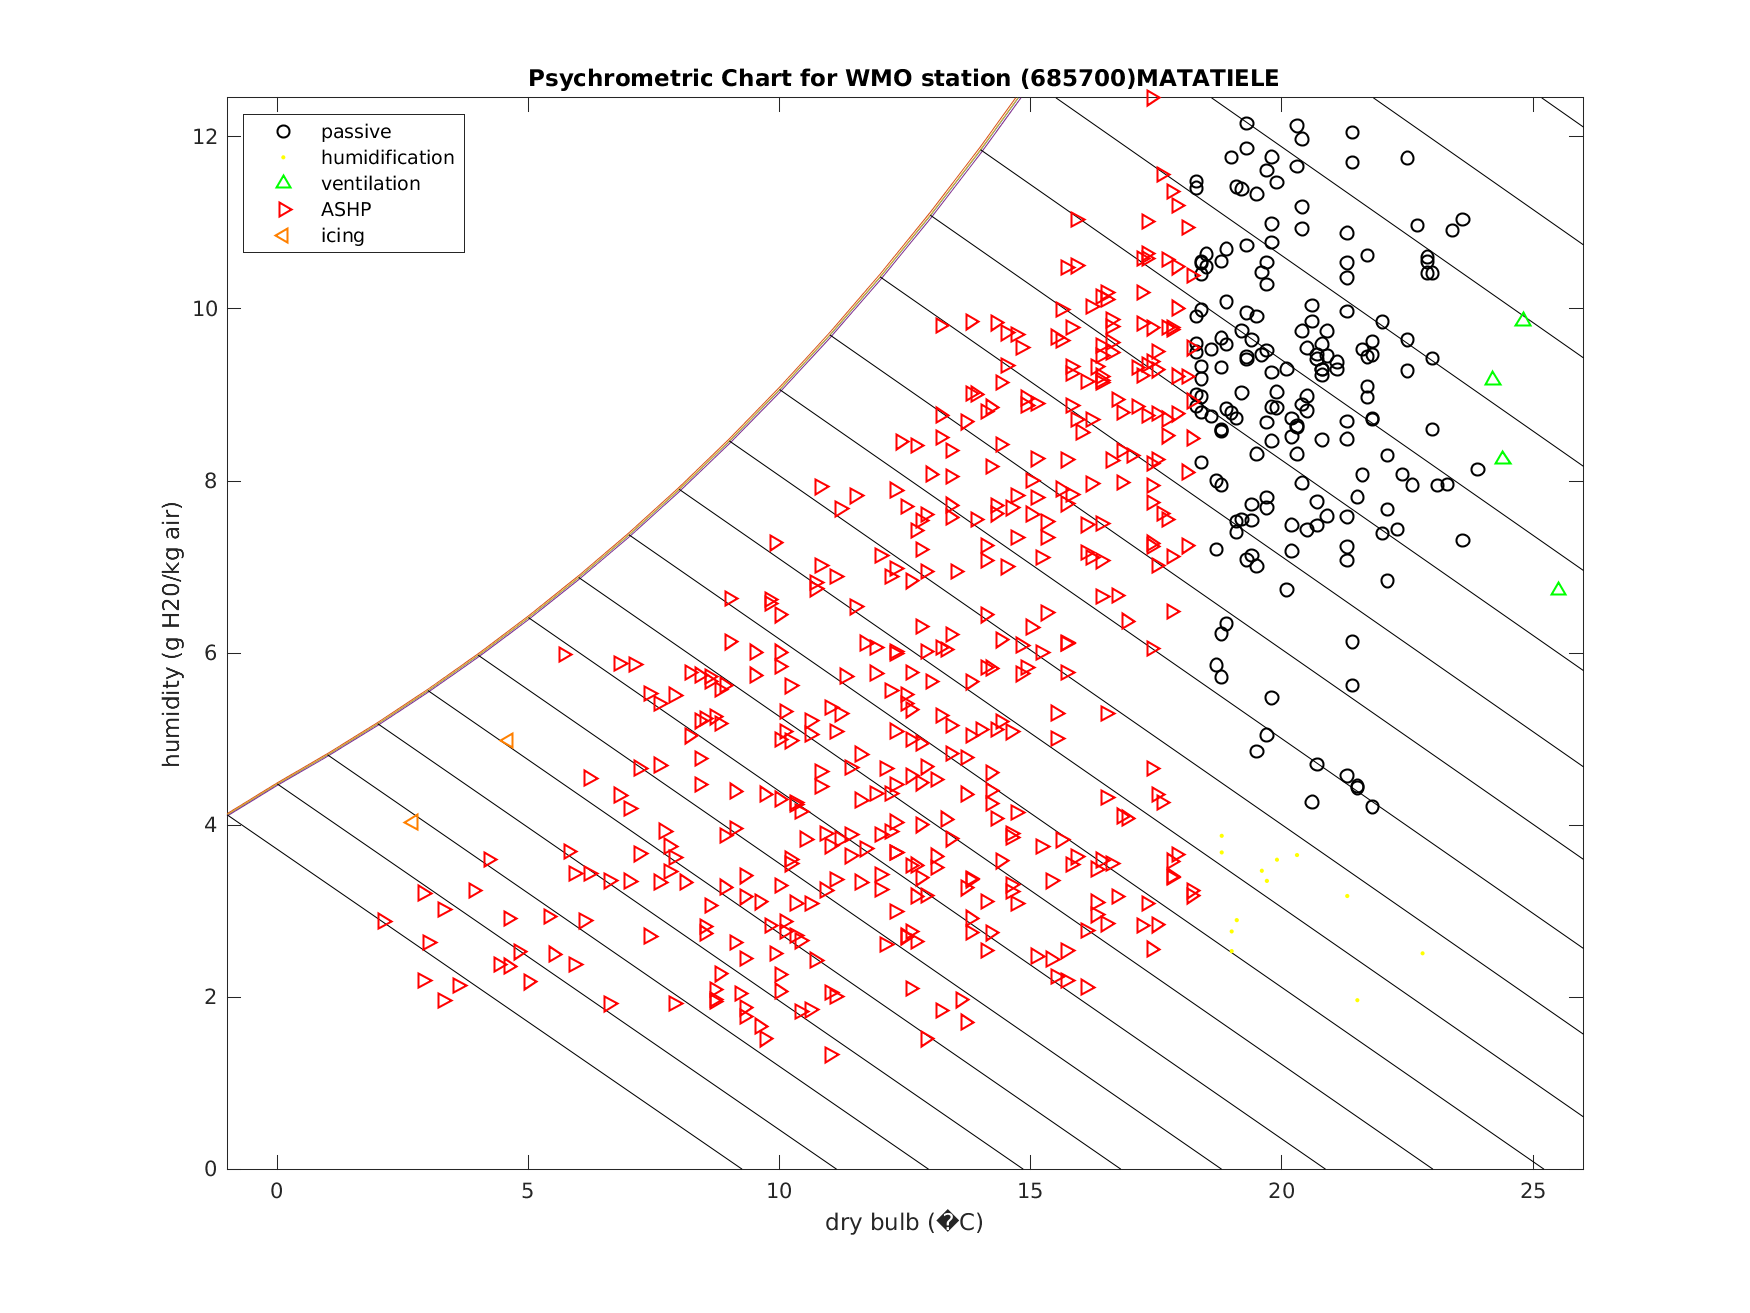 Psychrometric Chart for WMO station (685700)MATATIELE
passive
humidification
ventilation
ASHP
icing
12
10
8
6
4
2
0
humidity (g H20/kg air)
0 5 10 15 20 25
dry bulb (�C)